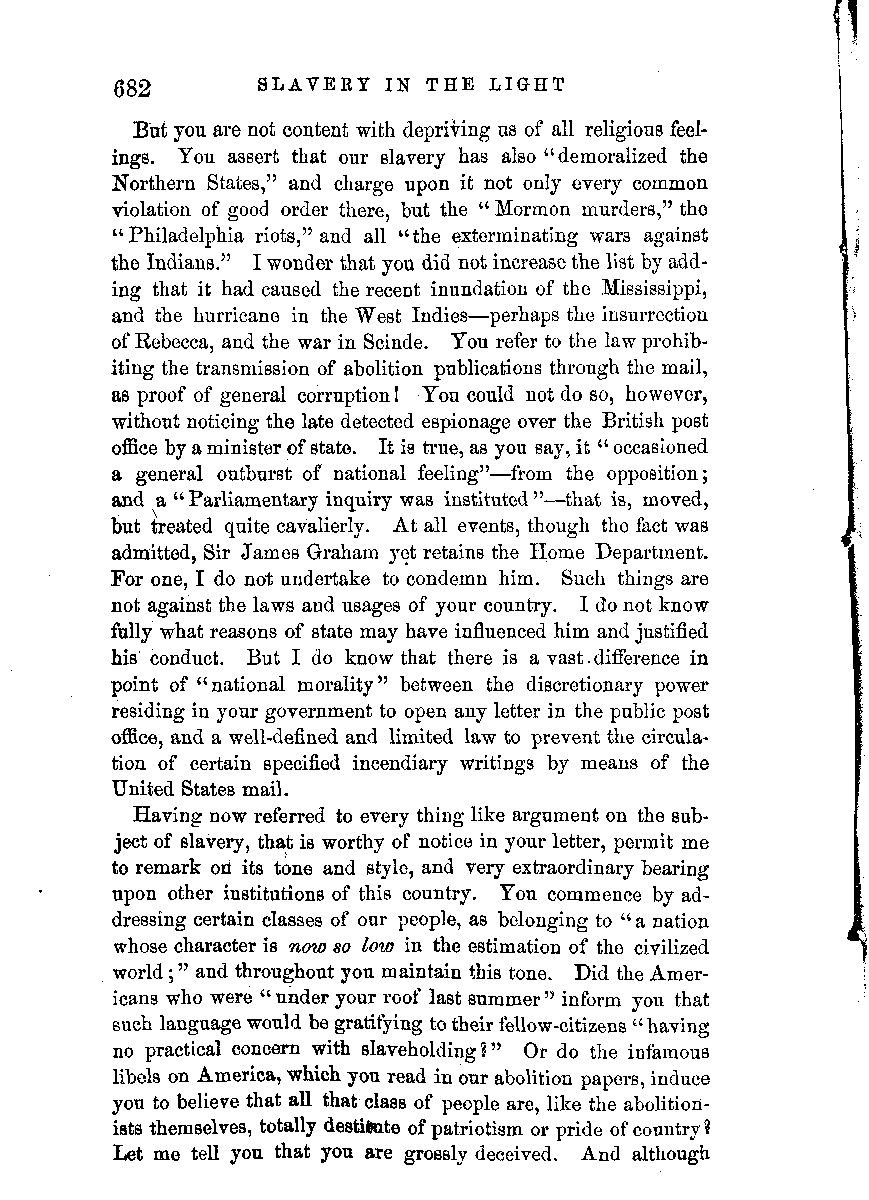 682 SLAVERY IN THE LIGHT
But you are not content with depriving us of all religious feel-
ings. You assert that our slavery has also “demoralized the
Northern States,” and charge upon it not only every common
violation of good order there, but the “Mormon murders,” the
“Philadelphia riots,” and all “the exterminating wars against
the Indians.” I wonder that you did not increase the list by add-
ing that it had caused the recent inundation of the Mississippi,
and the hurricane in the West Indies—perhaps the insurrection
of Rebecca, and the war in Scinde. You refer to the law prohib-
iting the transmission of abolition publications through the mail,
as proof of general corruption! You could not do so, however,
without noticing the late detected espionage over the British post
office by a minister of state. It is true, as you say, it “occasioned
a general outburst of national feeling”—from the opposition;
and a “Parliamentary inquiry was instituted”—that is, moved,
but treated quite cavalierly. At all events, though the fact was
admitted, Sir James Graham yet retains the Home Department.
For one, I do not undertake to condemn him. Such things are
not against the laws and usages of your country. I do not know
fully what reasons of state may have influenced him and justified
his conduct. But I do know that there is a vast difference in
point of “national morality” between the discretionary power
residing in your government to open any letter in the public post
office, and a well-defined and limited law to prevent the circula-
tion of certain specified incendiary writings by means of the
United States mail.
Having now referred to every thing like argument on the sub-
ject of slavery, that is worthy of notice in your letter, permit me
to remark on its tone and style, and very extraordinary bearing
upon other institutions of this country. You commence by ad-
dressing certain classes of our people, as belonging to “a nation
whose character is now so low in the estimation of the civilized
world;” and throughout you maintain this tone. Did the Amer-
icans who were “under your roof last summer” inform you that
such language would be gratifying to their fellow-citizens “having
no practical concern with slaveholding?” Or do the infamous
libels on America, which you read in our abolition papers, induce
you to believe that all that class of people are, like the abolition-
ists themselves, totally destitute of patriotism or pride of country?
Let me tell you that you are grossly deceived. And although